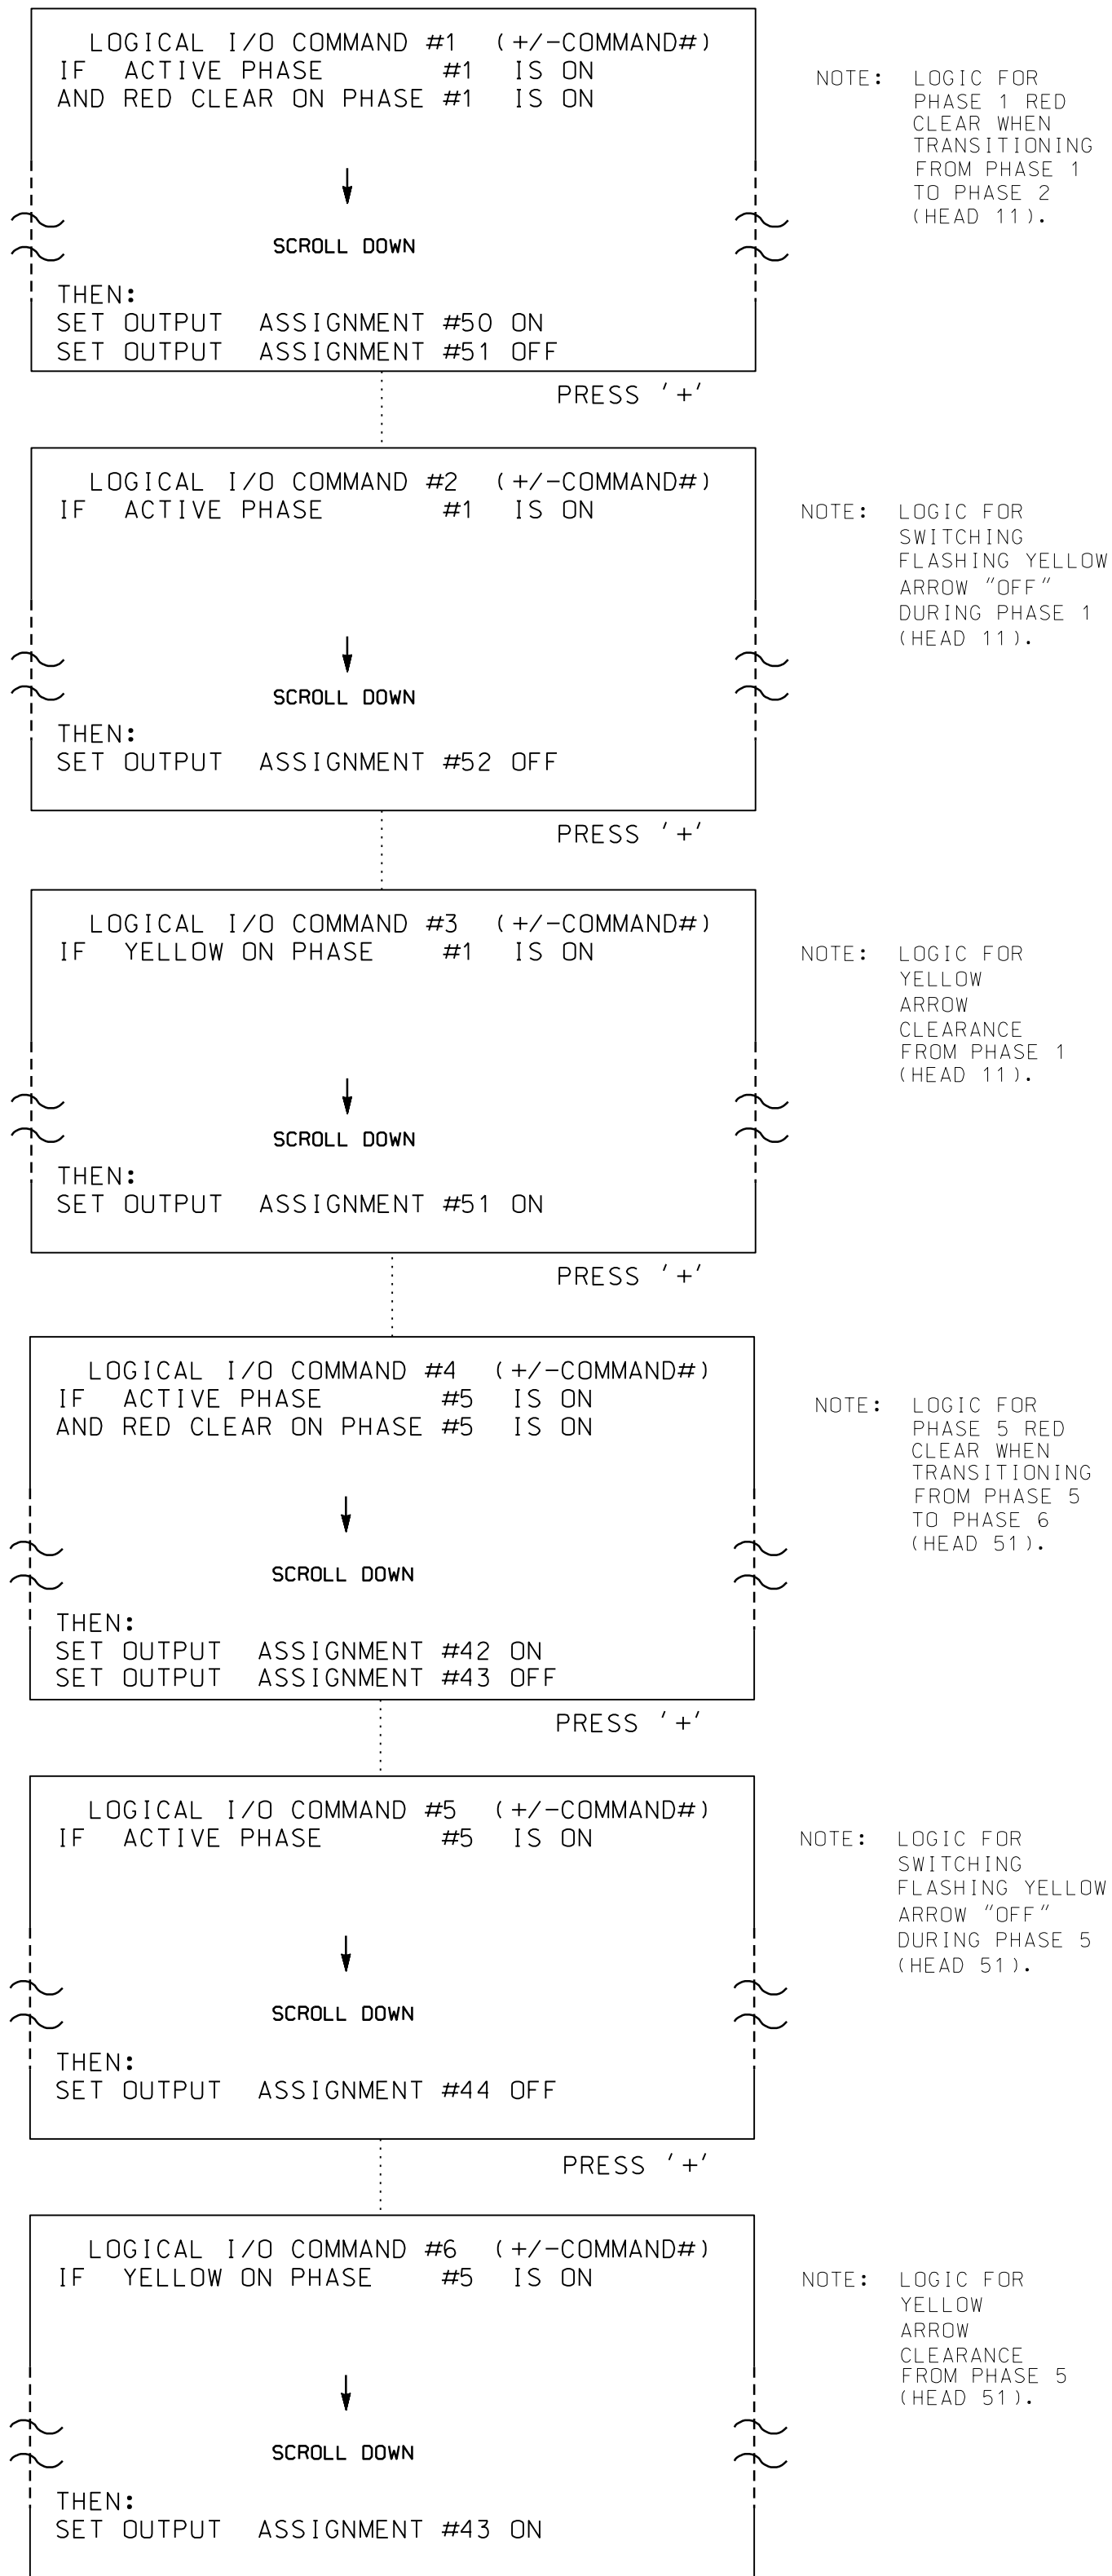 LOGICAL I/O COMMAND #1 (+/-COMMAND#)
IF ACTIVE PHASE #1 IS ON
AND RED CLEAR ON PHASE #1 IS ON
SCROLL DOWN
THEN:
SET OUTPUT ASSIGNMENT #50 ON
SET OUTPUT ASSIGNMENT #51 OFF
PRESS '+'
NOTE: LOGIC FOR
PHASE 1 RED
CLEAR WHEN
TRANSITIONING
FROM PHASE 1
TO PHASE 2
(HEAD 11).
LOGICAL I/O COMMAND #2 (+/-COMMAND#)
IF ACTIVE PHASE #1 IS ON
SCROLL DOWN
THEN:
SET OUTPUT ASSIGNMENT #52 OFF
PRESS '+'
NOTE: LOGIC FOR
SWITCHING
FLASHING YELLOW
ARROW "OFF"
DURING PHASE 1
(HEAD 11).
LOGICAL I/O COMMAND #3 (+/-COMMAND#)
IF YELLOW ON PHASE #1 IS ON
SCROLL DOWN
THEN:
SET OUTPUT ASSIGNMENT #51 ON
PRESS '+'
NOTE: LOGIC FOR
YELLOW
ARROW
CLEARANCE
FROM PHASE 1
(HEAD 11).
LOGICAL I/O COMMAND #4 (+/-COMMAND#)
IF ACTIVE PHASE #5 IS ON
AND RED CLEAR ON PHASE #5 IS ON
SCROLL DOWN
THEN:
SET OUTPUT ASSIGNMENT #42 ON
SET OUTPUT ASSIGNMENT #43 OFF
PRESS '+'
NOTE: LOGIC FOR
PHASE 5 RED
CLEAR WHEN
TRANSITIONING
FROM PHASE 5
TO PHASE 6
(HEAD 51).
LOGICAL I/O COMMAND #5 (+/-COMMAND#)
IF ACTIVE PHASE #5 IS ON
SCROLL DOWN
THEN:
SET OUTPUT ASSIGNMENT #44 OFF
PRESS '+'
NOTE: LOGIC FOR
SWITCHING
FLASHING YELLOW
ARROW "OFF"
DURING PHASE 5
(HEAD 51).
LOGICAL I/O COMMAND #6 (+/-COMMAND#)
IF YELLOW ON PHASE #5 IS ON
SCROLL DOWN
THEN:
SET OUTPUT ASSIGNMENT #43 ON
NOTE: LOGIC FOR
YELLOW
ARROW
CLEARANCE
FROM PHASE 5
(HEAD 51).